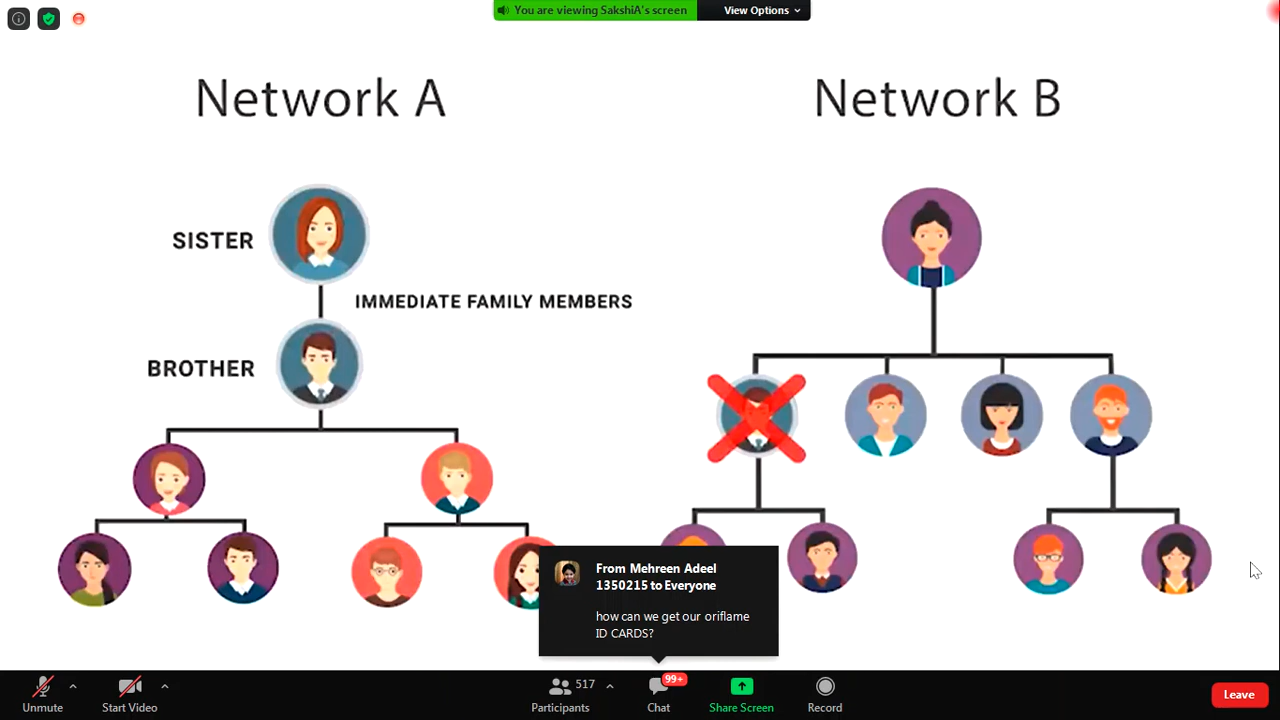 You are viewing SakshiA's screen
View Options
Network A
Network B
SISTER
IMMEDIATE FAMILY MEMBERS
BROTHER
From Mehreen Adeel
1350215 to Everyone
how can we get our oriflame
ID CARDS?
Unmute
Start Video
517
Participants
99+
Chat
Share Screen
Record
Leave